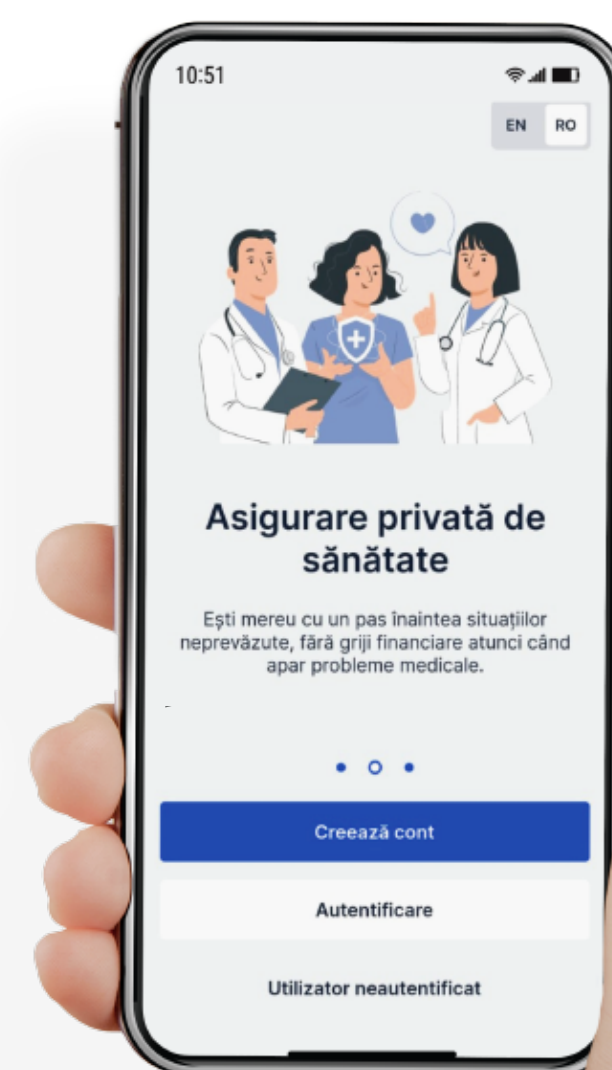 10:51
EN RO
Asigurare privată de
sănătate
Ești mereu cu un pas înaintea situațiilor
neprevăzute, fără griji financiare atunci când
apar probleme medicale.
Creează cont
Autentificare
Utilizator neautentificat